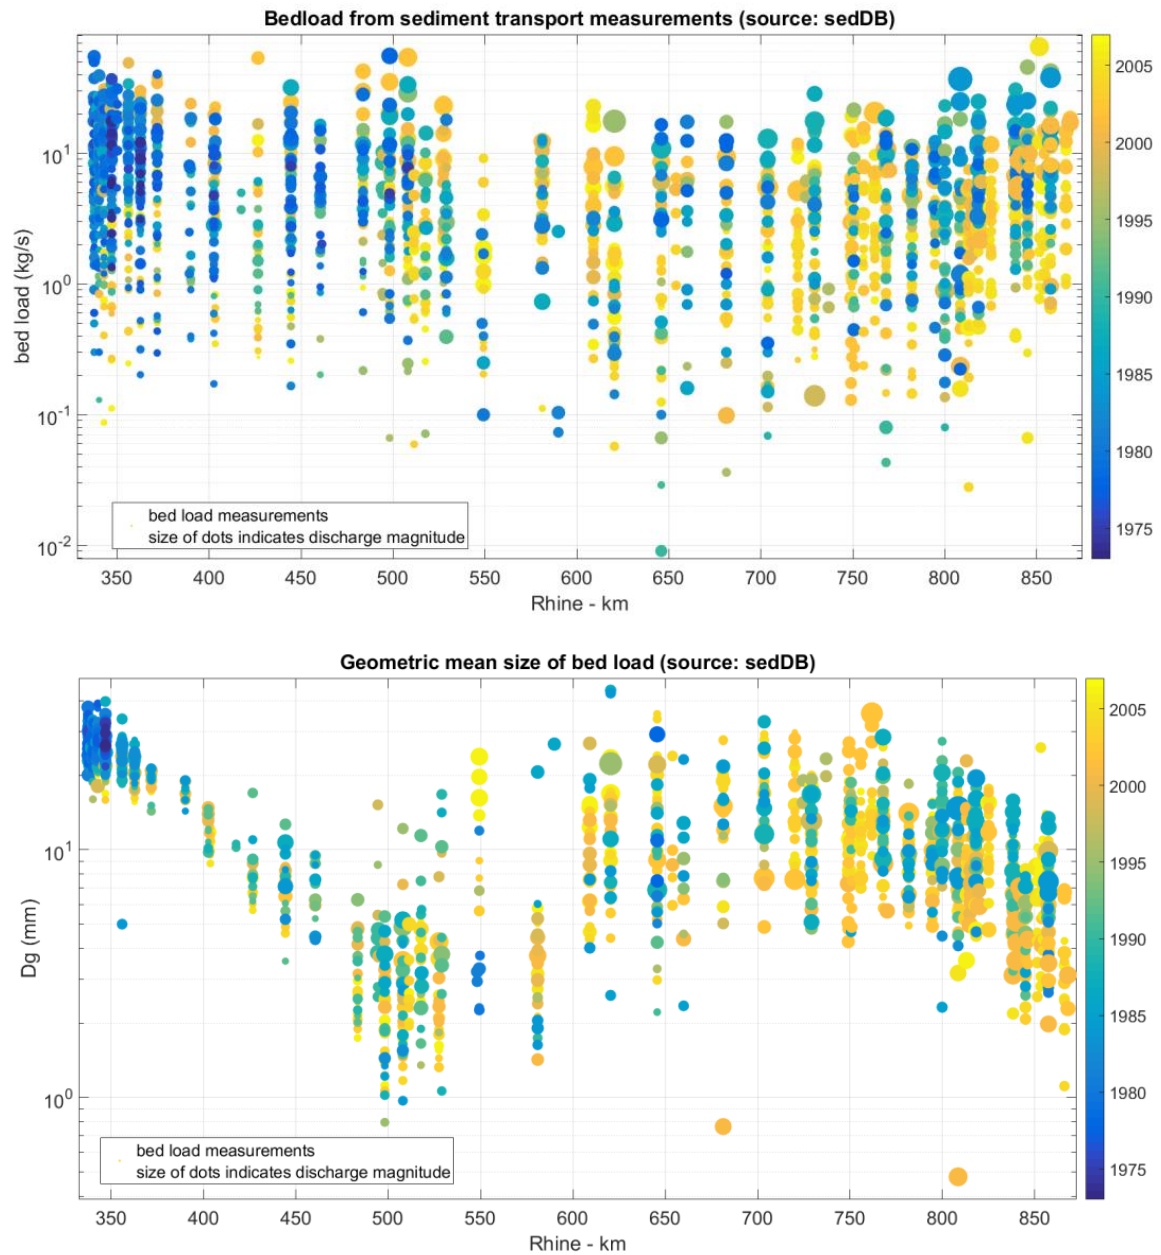 Bedload from sediment transport measurements (source: sedDB)
bed load (kg/s)
10^1
10^0
10^-1
10^-2
bed load measurements
size of dots indicates discharge magnitude
350 400 450 500 550 600 650 700 750 800 850
Rhine - km
2005
2000
1995
1990
1985
1980
1975
Geometric mean size of bed load (source: sedDB)
Dg (mm)
10^1
10^0
bed load measurements
size of dots indicates discharge magnitude
350 400 450 500 550 600 650 700 750 800 850
Rhine - km
2005
2000
1995
1990
1985
1980
1975